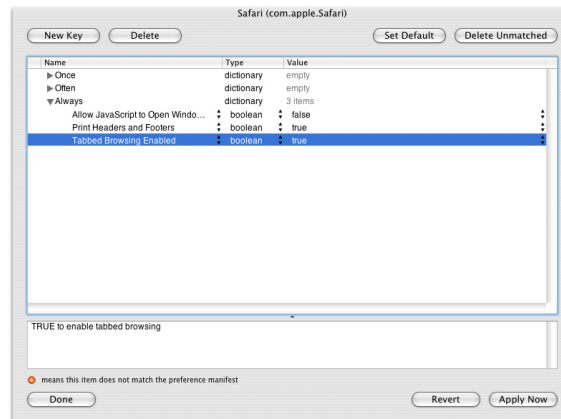 Safari (com.apple.Safari)
New Key Delete Set Default Delete Unmatched
Name Type Value
Once dictionary empty
Often dictionary empty
Always dictionary 3 items
Allow JavaScript to Open Windo... boolean false
Print Headers and Footers boolean true
Tabbed Browsing Enabled boolean true
TRUE to enable tabbed browsing
means this item does not match the preference manifest
Done Revert Apply Now